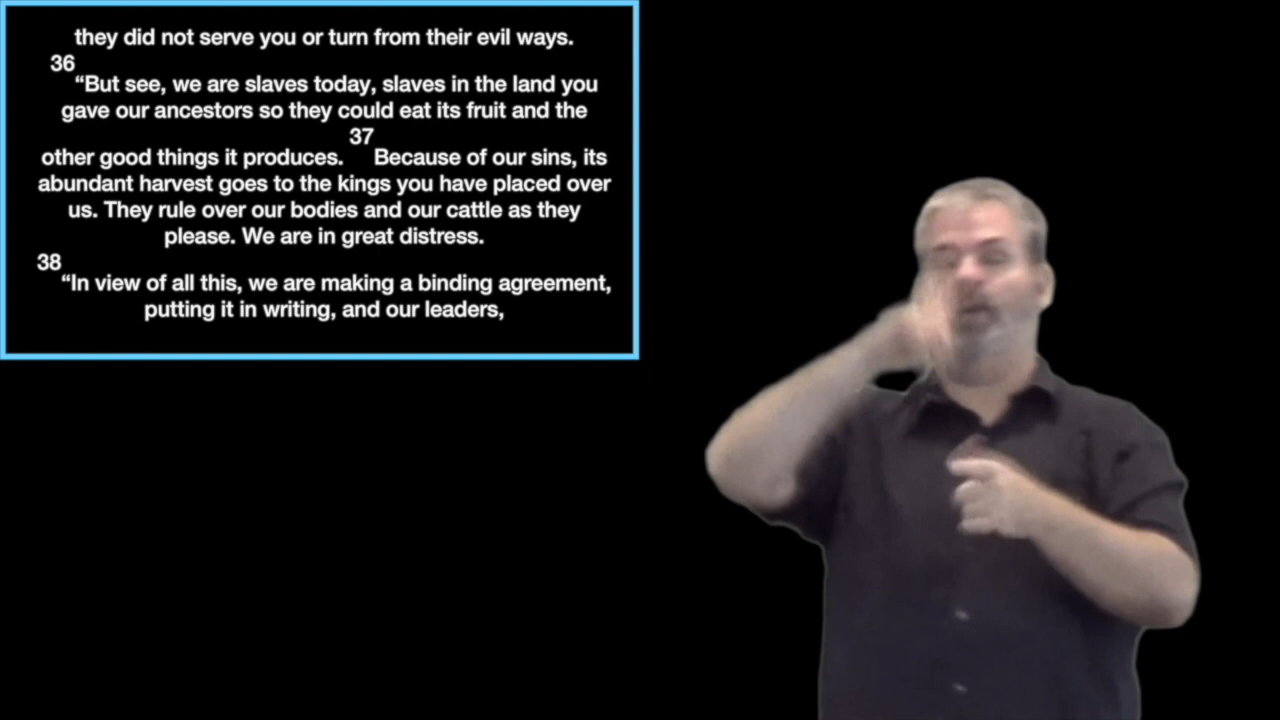 they did not serve you or turn from their evil ways.
36 “But see, we are slaves today, slaves in the land you
gave our ancestors so they could eat its fruit and the
other good things it produces. 37 Because of our sins, its
abundant harvest goes to the kings you have placed over
us. They rule over our bodies and our cattle as they
please. We are in great distress.
38 “In view of all this, we are making a binding agreement,
putting it in writing, and our leaders,